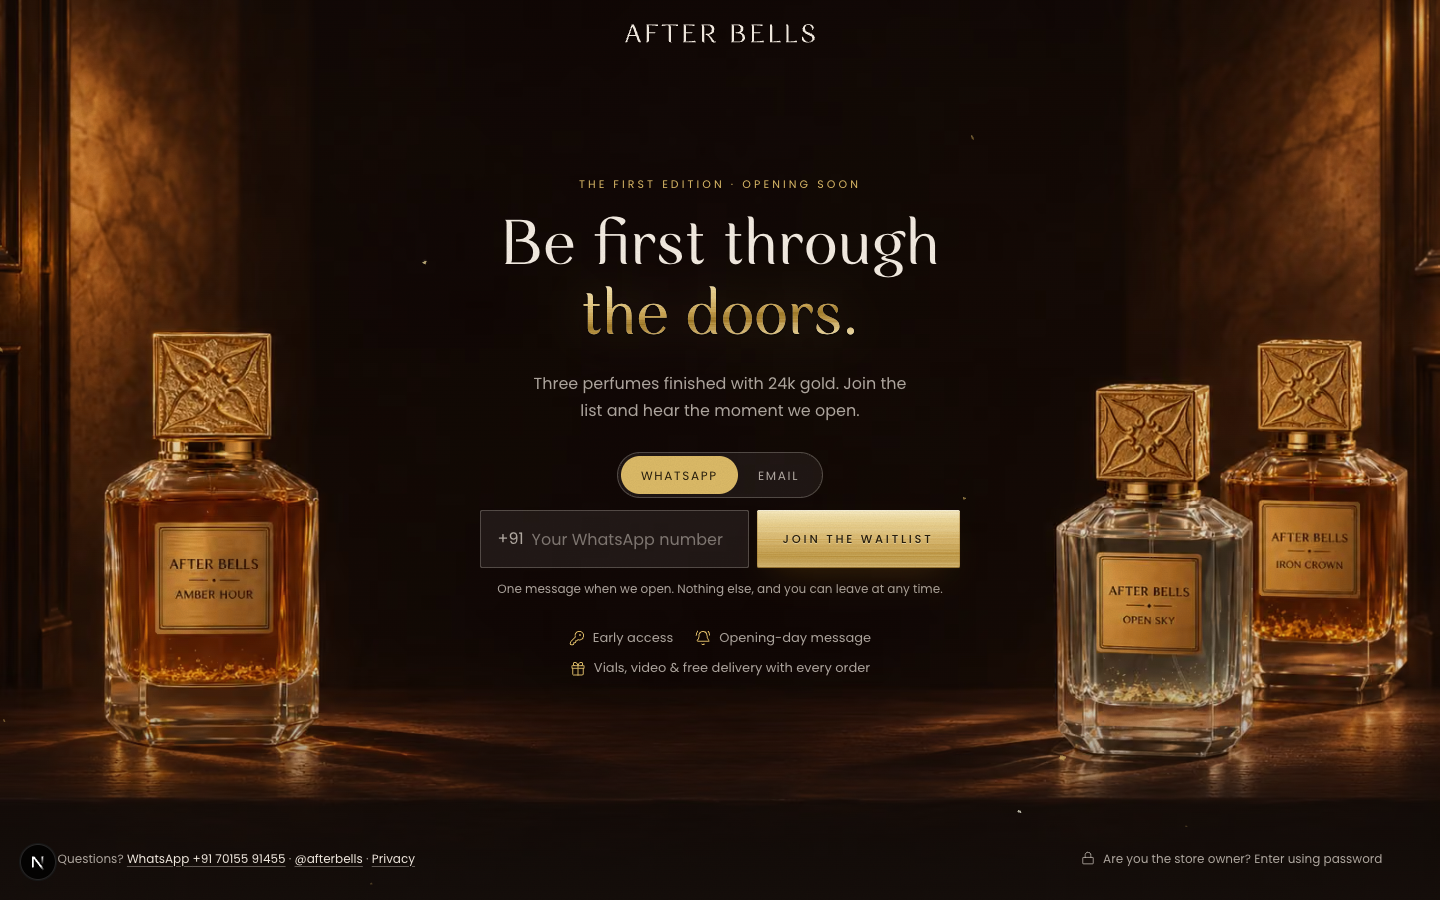 AFTER BELLS
THE FIRST EDITION · OPENING SOON
Be first through
the doors.
Three perfumes finished with 24k gold. Join the
list and hear the moment we open.
WHATSAPP EMAIL
+91 Your WhatsApp number JOIN THE WAITLIST
One message when we open. Nothing else, and you can leave at any time.
Early access Opening-day message
Vials, video & free delivery with every order
AFTER BELLS
AMBER HOUR
AFTER BELLS
OPEN SKY
AFTER BELLS
IRON CROWN
N Questions? WhatsApp +91 70155 91455 · @afterbells · Privacy
Are you the store owner? Enter using password